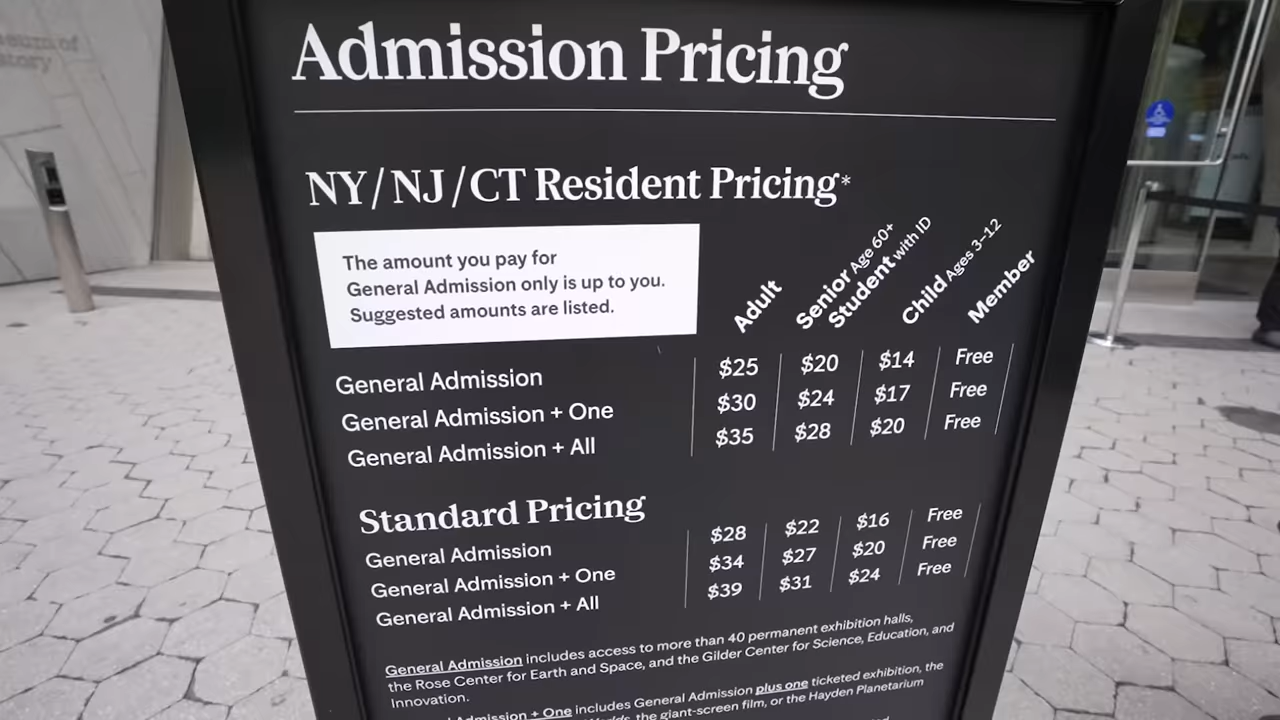 Admission Pricing
NY/NJ/CT Resident Pricing*
The amount you pay for
General Admission only is up to you.
Suggested amounts are listed.
Adult
Senior Age 60+
Student with ID
Child Ages 3–12
Member
General Admission $25 $20 $14 Free
General Admission + One $30 $24 $17 Free
General Admission + All $35 $28 $20 Free
Standard Pricing
General Admission $28 $22 $16 Free
General Admission + One $34 $27 $20 Free
General Admission + All $39 $31 $24 Free
General Admission includes access to more than 40 permanent exhibition halls,
the Rose Center for Earth and Space, and the Gilder Center for Science, Education, and
Innovation.
Admission + One includes General Admission plus one ticketed exhibition, the
the giant-screen film, or the Hayden Planetarium